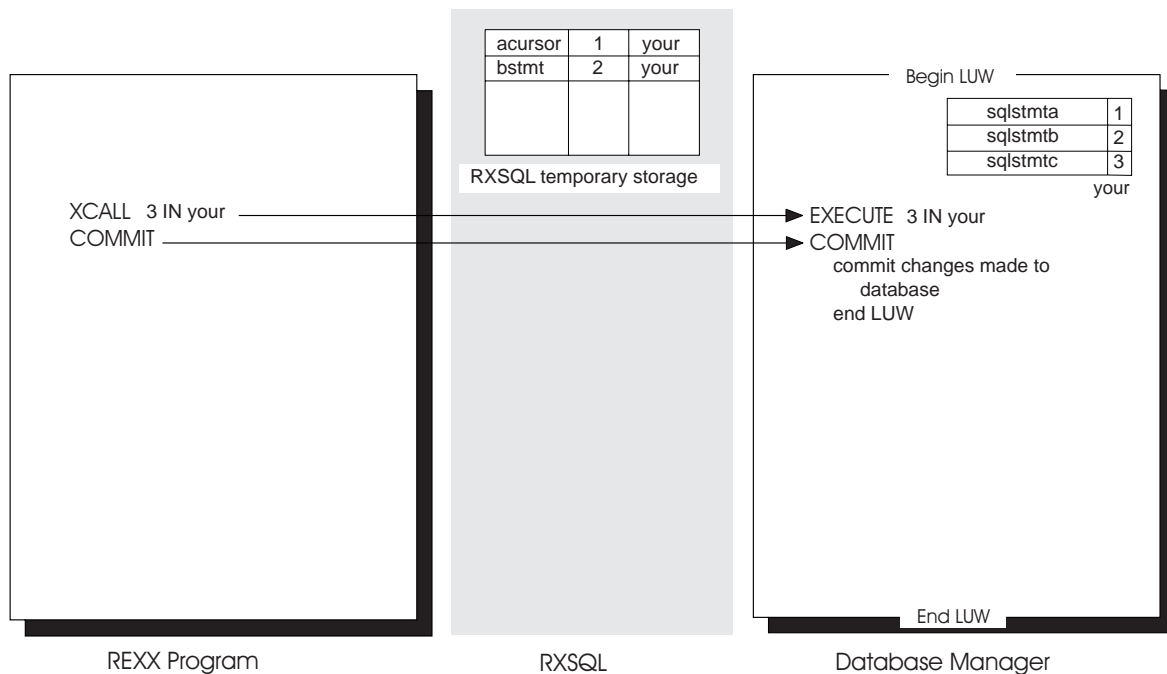 acursor 1 your
bstmt 2 your
RXSQL temporary storage
Begin LUW
sqlstmta 1
sqlstmtb 2
sqlstmtc 3
your
XCALL 3 IN your
COMMIT
EXECUTE 3 IN your
COMMIT
commit changes made to
database
end LUW
End LUW
REXX Program
RXSQL
Database Manager